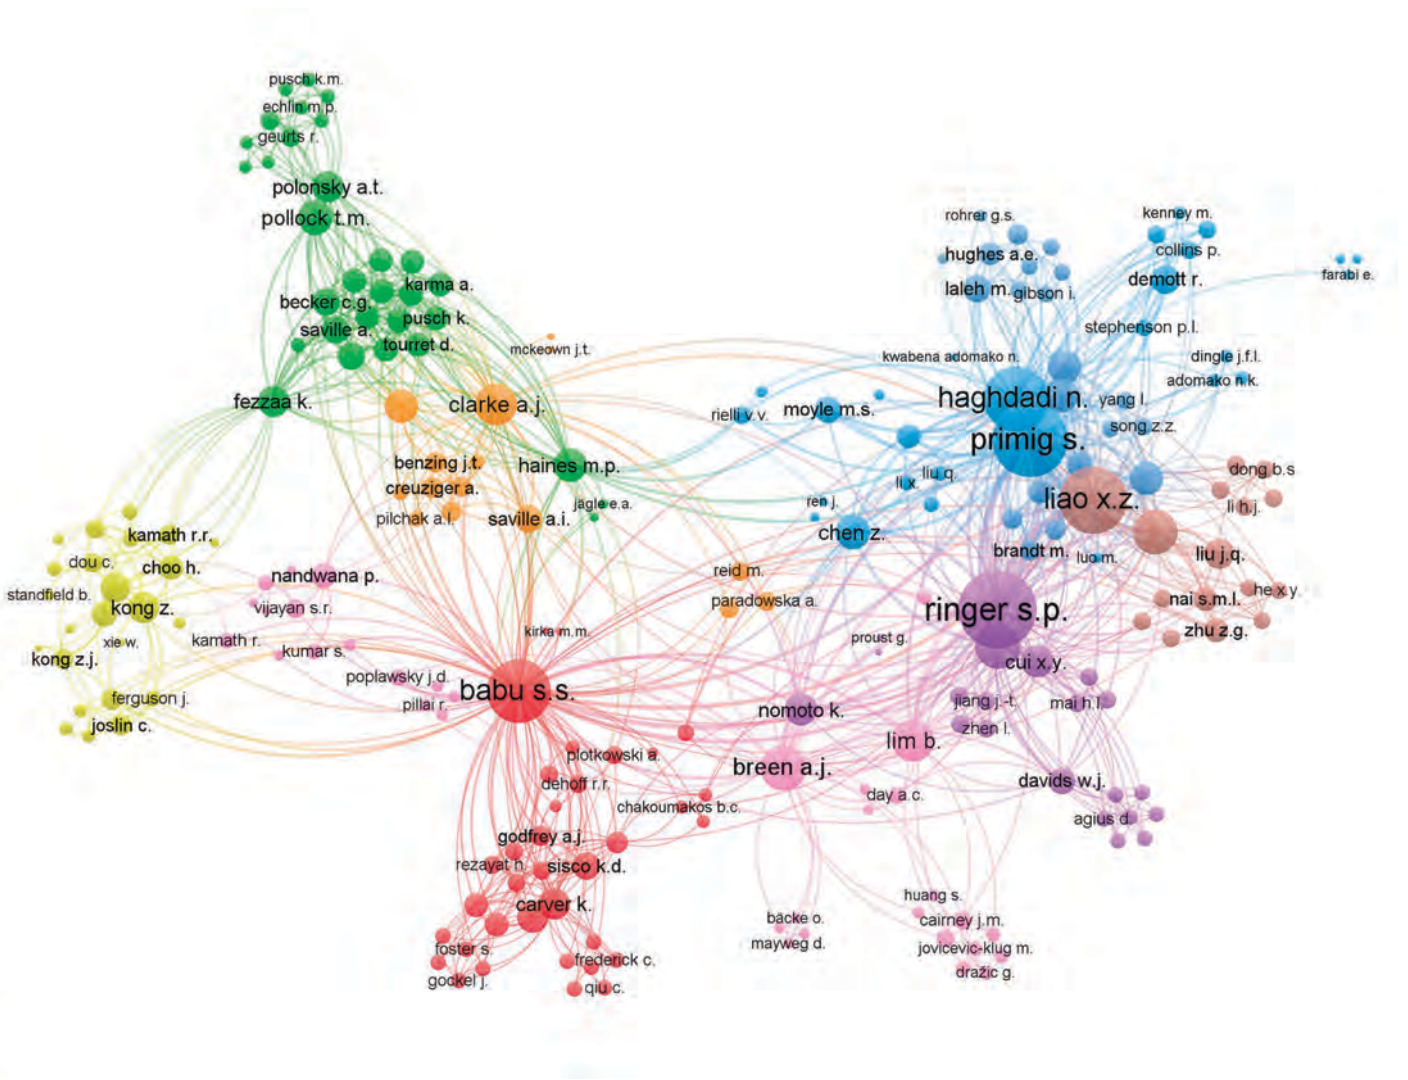 pusch k.m.
echlin m.p.
geurts r.
polonsky a.t.
pollock t.m.
karma a.
becker c.g.
pusch k.
saville a.
tourret d.
fezzaa k.
mckeown j.t.
clarke a.j.
benzing j.t.
haines m.p.
creuziger a.
jägle e.a.
pilchak a.l.
saville a.i.
rohrer g.s.
kenney m.
hughes a.e.
collins p.
farabi e.
laleh m.
gibson i.
demott r.
stephenson p.l.
kwabena adomako n.
dingle j.f.l.
adomako n.k.
haghdadi n.
yang l.
rielli v.v.
moyle m.s.
primig s.
song z.z.
liu q.
li x.
dong b.s
ren j.
liao x.z.
li h.j.
chen z.
brandt m.
luo m.
liu j.q.
reid m.
he x.y.
paradowska a.
ringer s.p.
nai s.m.l.
zhu z.g.
proust g.
cui x.y.
kamath r.r.
dou c.
choo h.
standfield b.
kong z.
nandwana p.
vijayan s.r.
xie w.
kamath r.
kumar s.
kirka m.m.
kong z.j.
poplawsky j.d.
babu s.s.
pillai r.
ferguson j.
joslin c.
nomoto k.
jiang j.-t.
mai h.l.
zhen l.
lim b.
plotkowski a.
breen a.j.
dehoff r.r.
davids w.j.
day a.c.
chakoumakos b.c.
agius d.
godfrey a.j.
rezayat h.
sisco k.d.
carver k.
huang s.
bäcke o.
cairney j.m.
mayweg d.
jovicevic-klug m.
foster s.
frederick c.
dražic g.
gockel j.
qiu c.